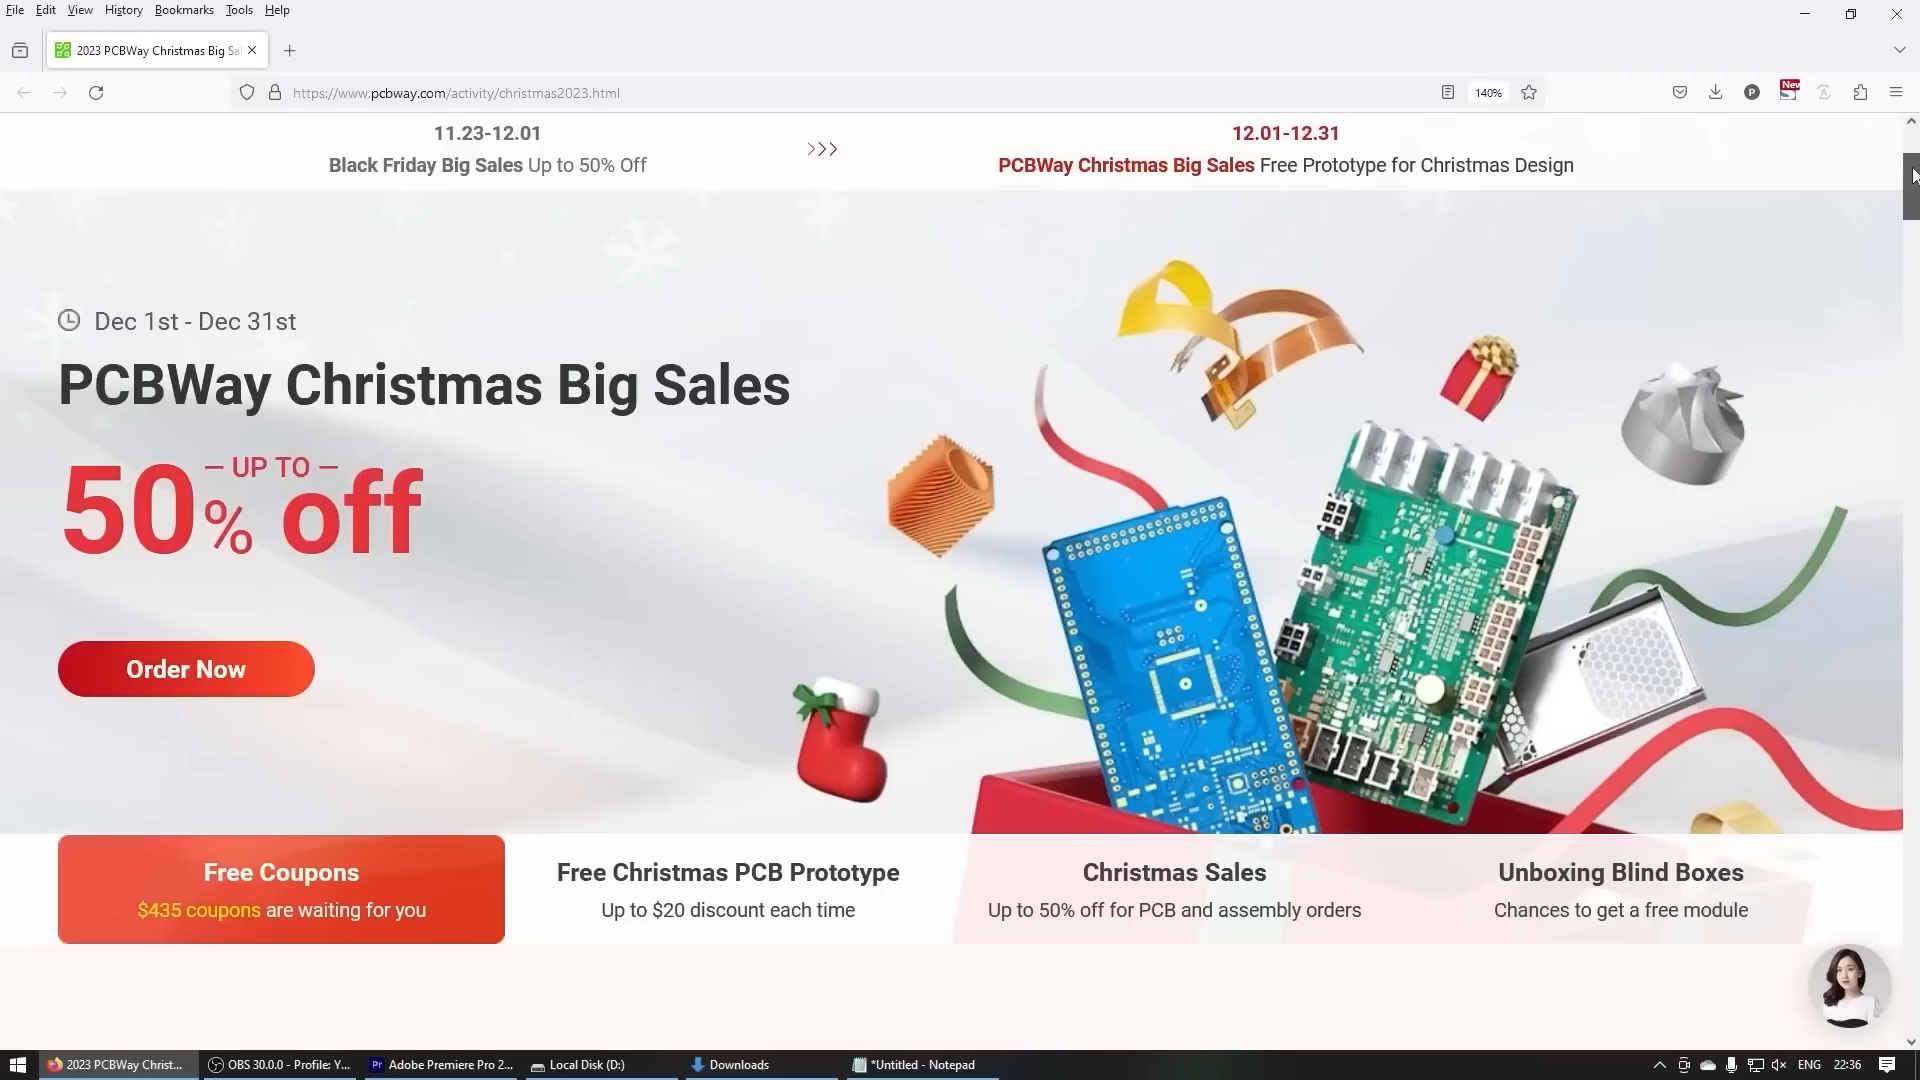 File Edit View History Bookmarks Tools Help
2023 PCBWay Christmas Big Sa
https://www.pcbway.com/activity/christmas2023.html
140%
New
11.23-12.01
Black Friday Big Sales Up to 50% Off
>>>
12.01-12.31
PCBWay Christmas Big Sales Free Prototype for Christmas Design
Dec 1st - Dec 31st
PCBWay Christmas Big Sales
— UP TO —
50% off
Order Now
Free Coupons
$435 coupons are waiting for you
Free Christmas PCB Prototype
Up to $20 discount each time
Christmas Sales
Up to 50% off for PCB and assembly orders
Unboxing Blind Boxes
Chances to get a free module
2023 PCBWay Christ...
OBS 30.0.0 - Profile: Y...
Pr Adobe Premiere Pro 2...
Local Disk (D:)
Downloads
*Untitled - Notepad
ENG
22:36